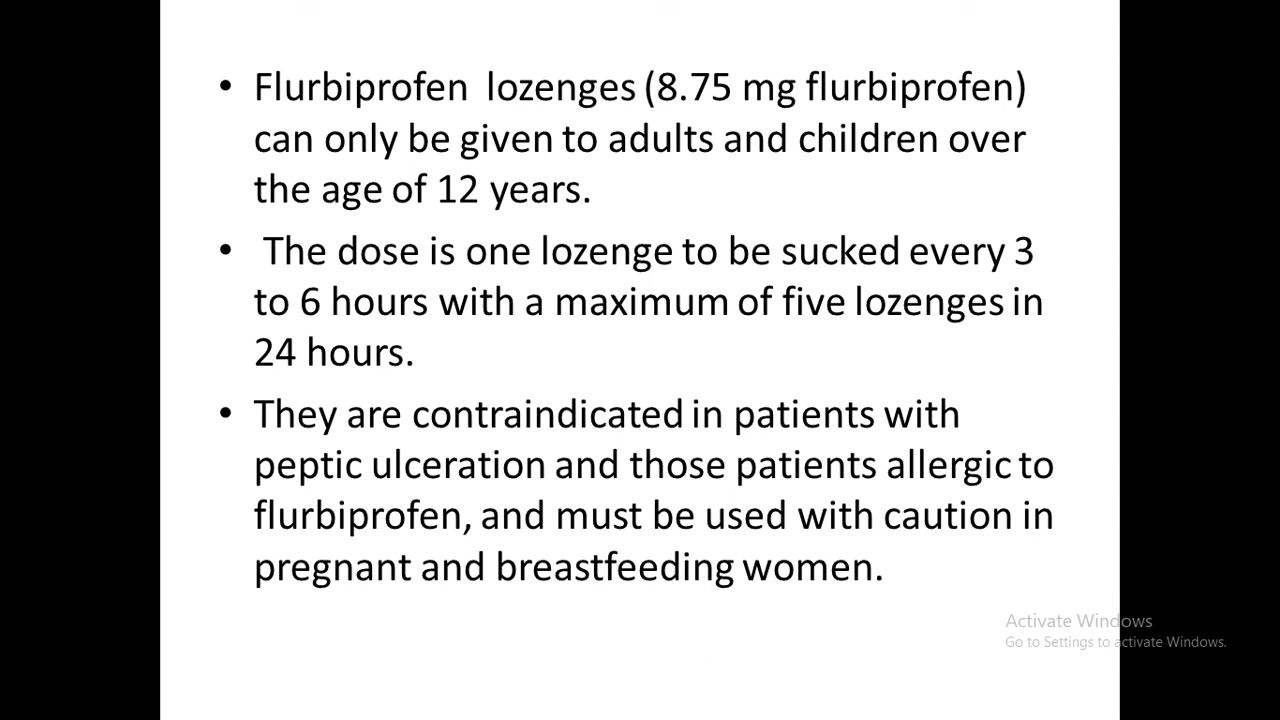 • Flurbiprofen lozenges (8.75 mg flurbiprofen)
can only be given to adults and children over
the age of 12 years.
• The dose is one lozenge to be sucked every 3
to 6 hours with a maximum of five lozenges in
24 hours.
• They are contraindicated in patients with
peptic ulceration and those patients allergic to
flurbiprofen, and must be used with caution in
pregnant and breastfeeding women.
Activate Windows
Go to Settings to activate Windows.